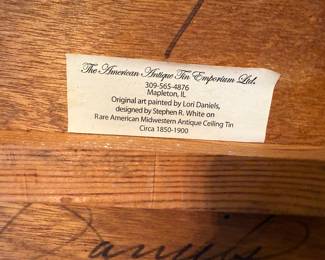 The American Antique Tin Emporium Ltd.
309-565-4876
Mapleton, IL
Original art painted by Lori Daniels,
designed by Stephen R. White on
Rare American Midwestern Antique Ceiling Tin
Circa 1850-1900
Daniels